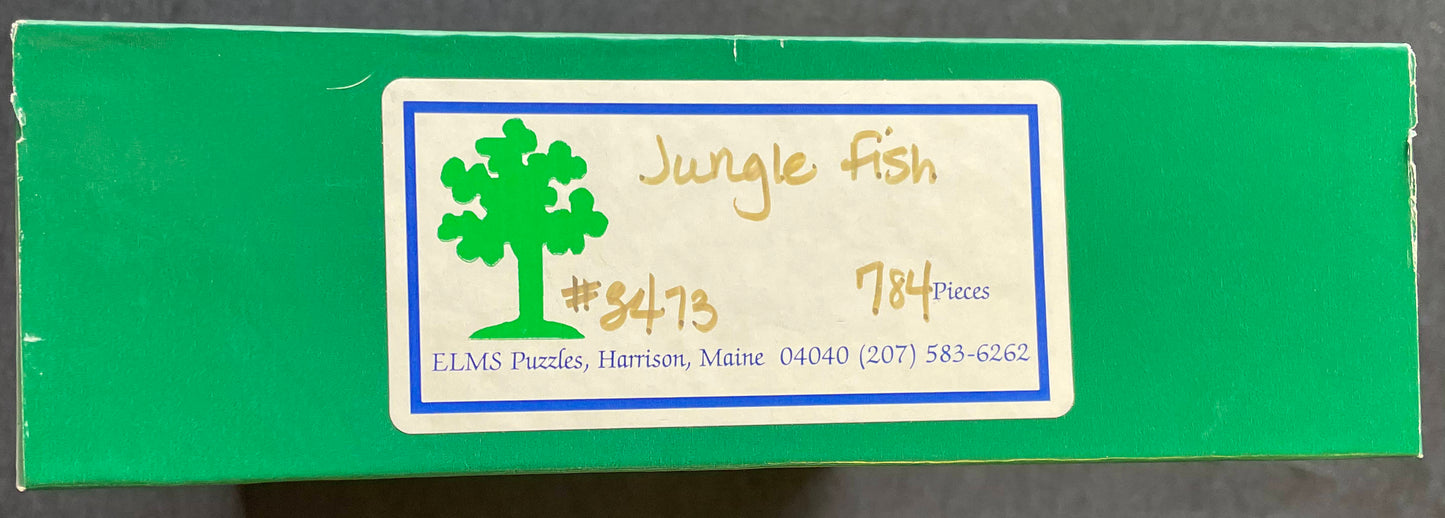 Jungle fish
#8473 784 Pieces
ELMS Puzzles, Harrison, Maine 04040 (207) 583-6262